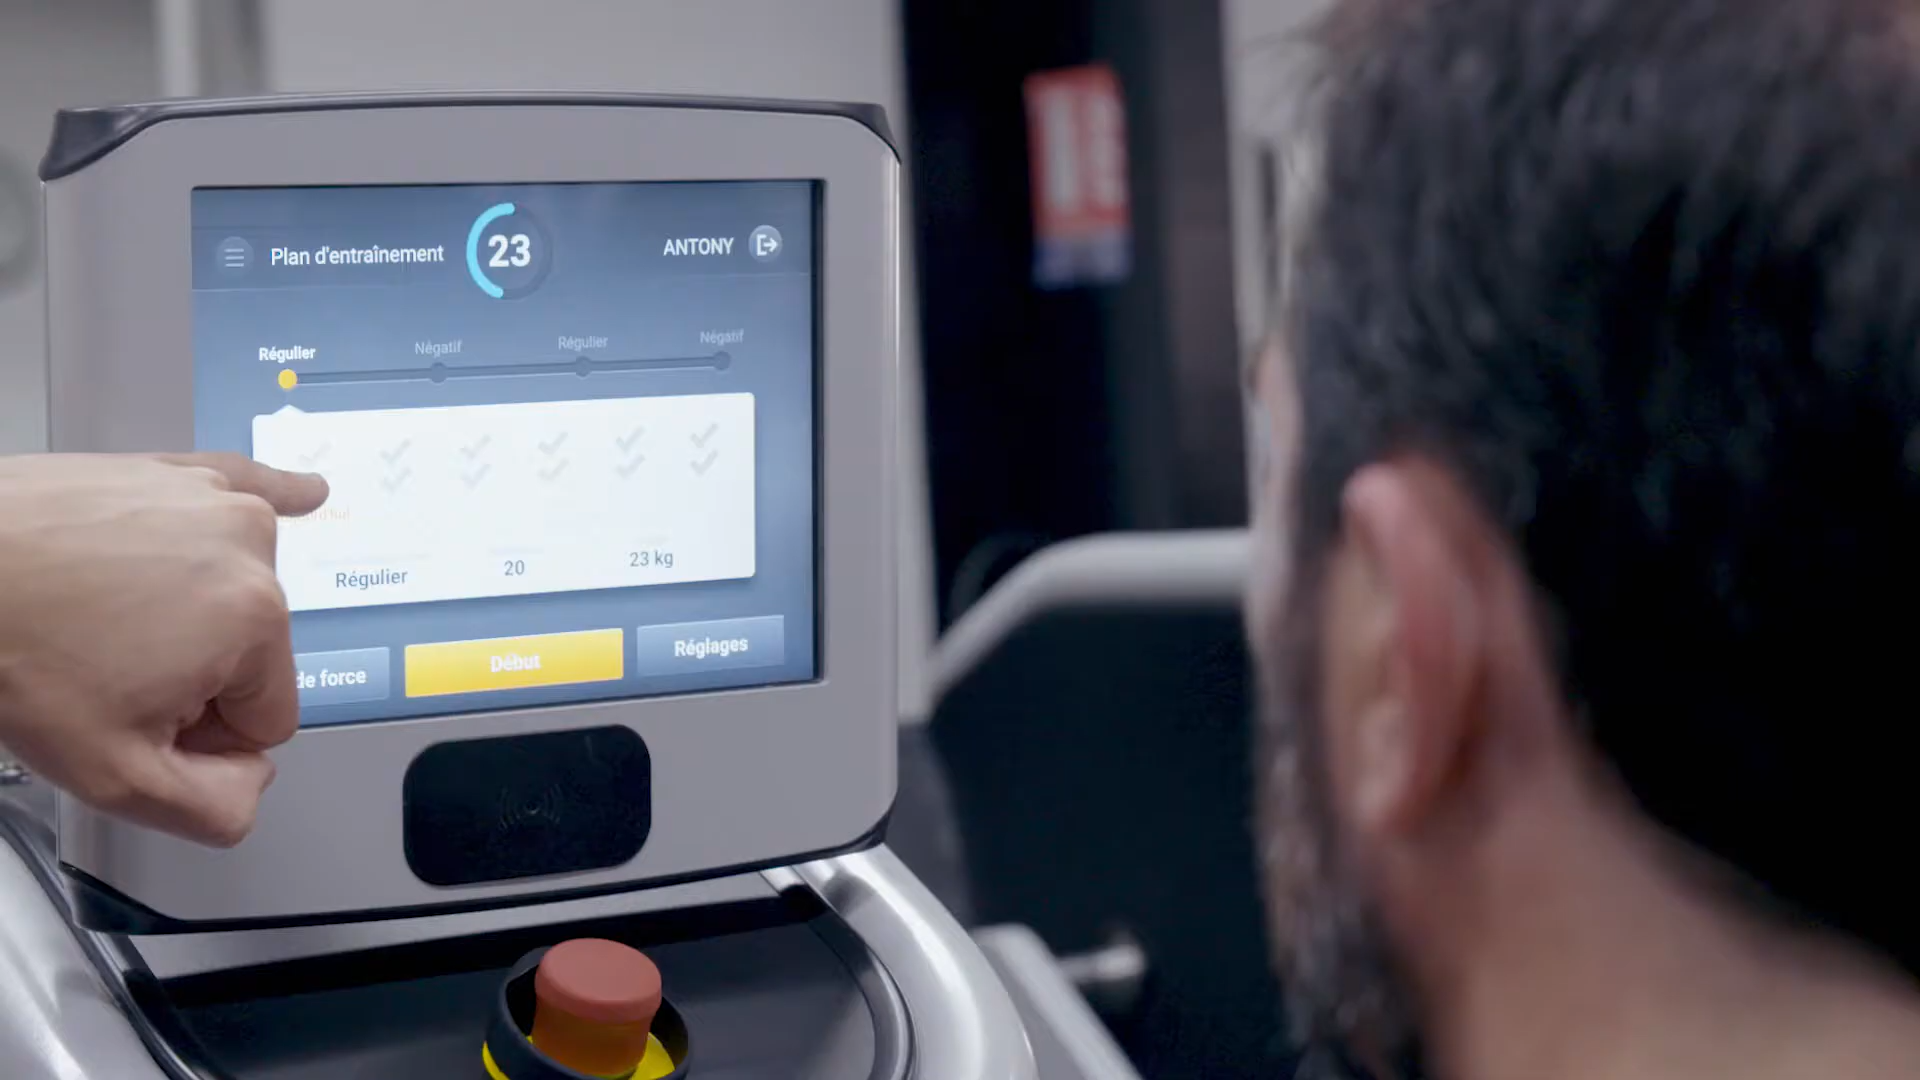 Plan d'entraînement
23
ANTONY
Régulier
Négatif
Régulier
Négatif
Régulier
20
23 kg
de force
Début
Réglages